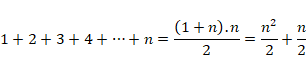 1 + 2 + 3 + 4 + ⋯ + n = (1 + n).n / 2 = n² / 2 + n / 2